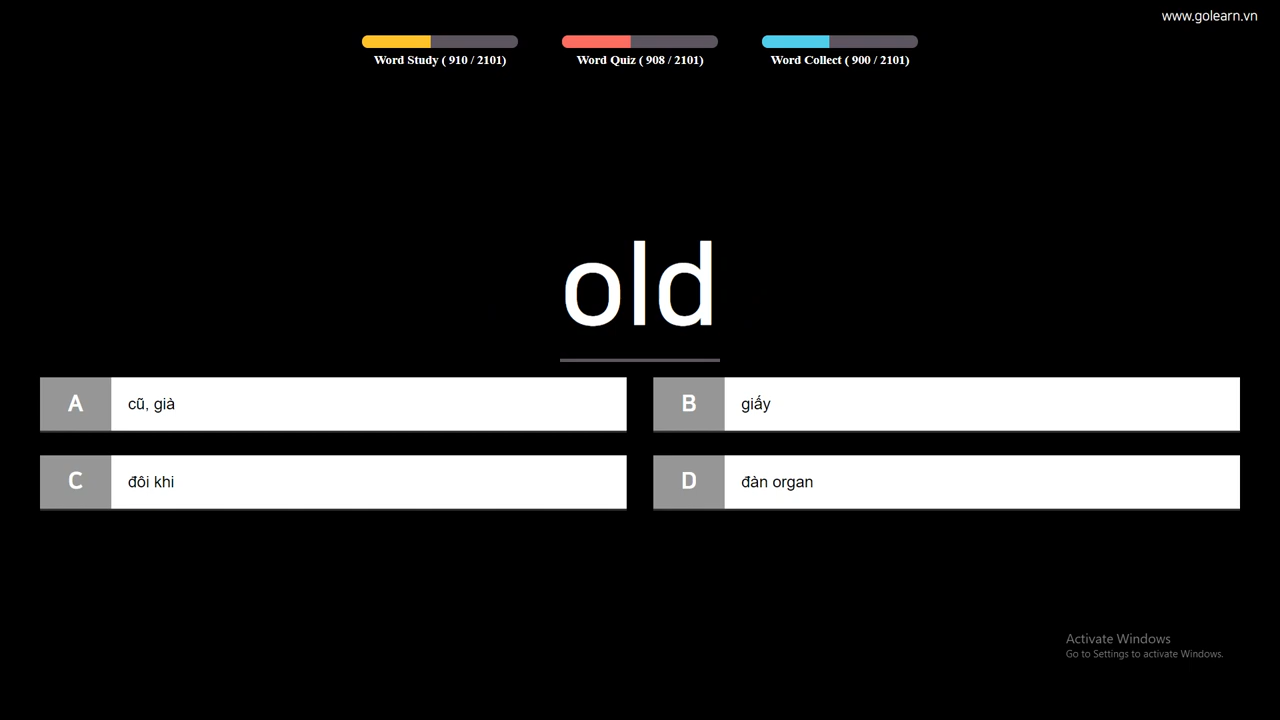 www.golearn.vn
Word Study ( 910 / 2101)
Word Quiz ( 908 / 2101)
Word Collect ( 900 / 2101)
old
A cũ, già
B giấy
C đôi khi
D đàn organ
Activate Windows
Go to Settings to activate Windows.